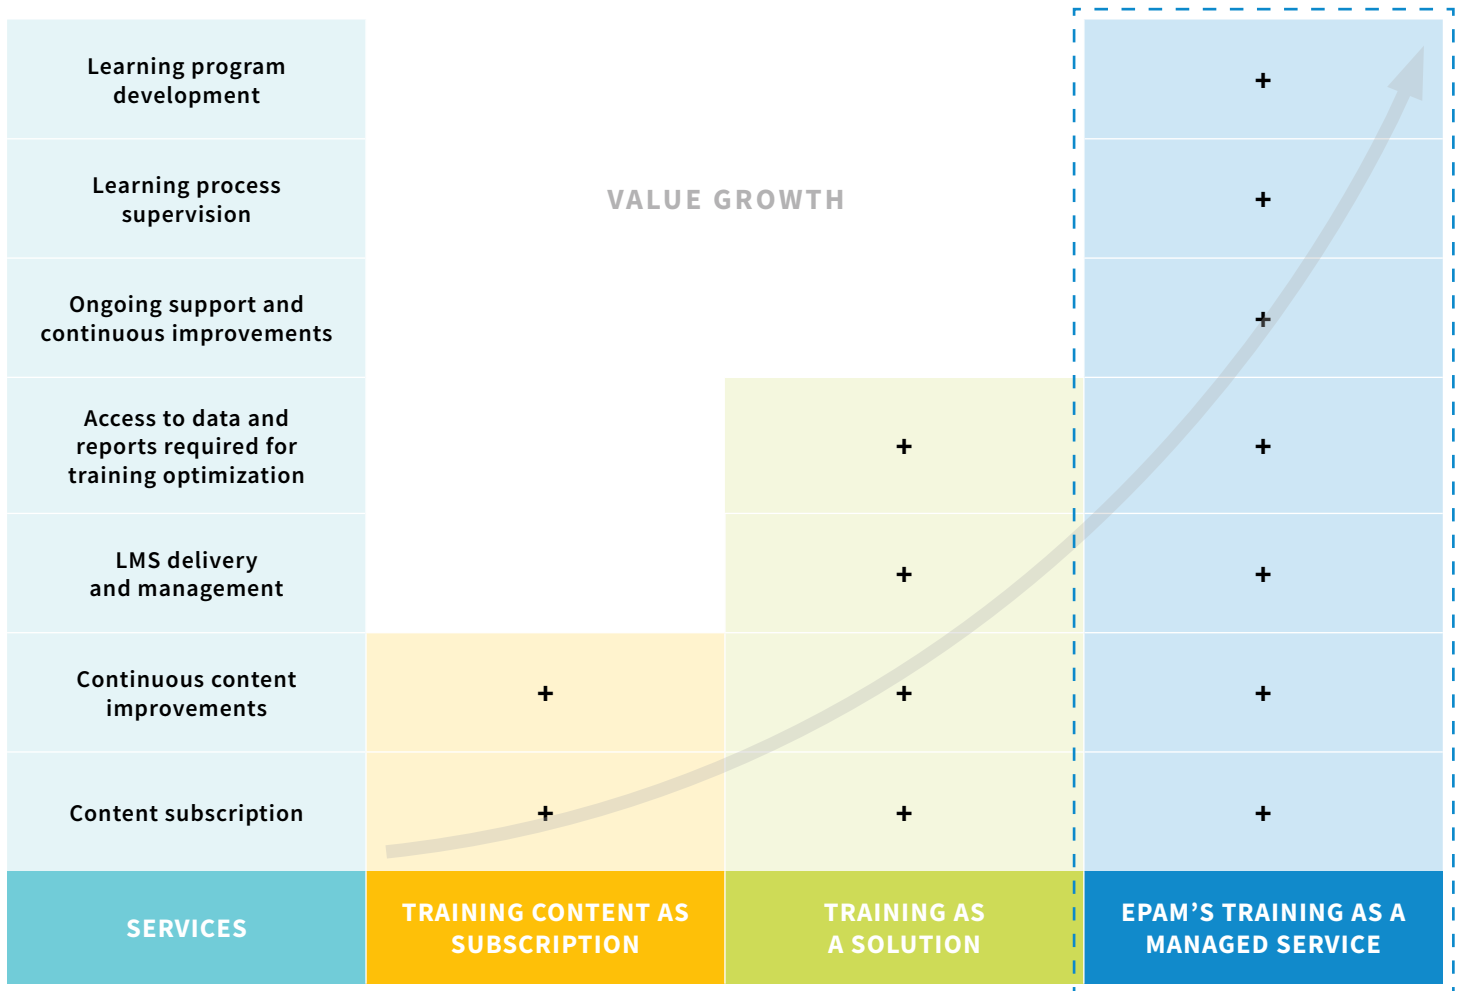 Learning program
development
+
Learning process
supervision
VALUE GROWTH
+
Ongoing support and
continuous improvements
+
Access to data and
reports required for
training optimization
+
+
LMS delivery
and management
+
+
Continuous content
improvements
+
+
+
Content subscription
+
+
+
SERVICES
TRAINING CONTENT AS
SUBSCRIPTION
TRAINING AS
A SOLUTION
EPAM’S TRAINING AS A
MANAGED SERVICE